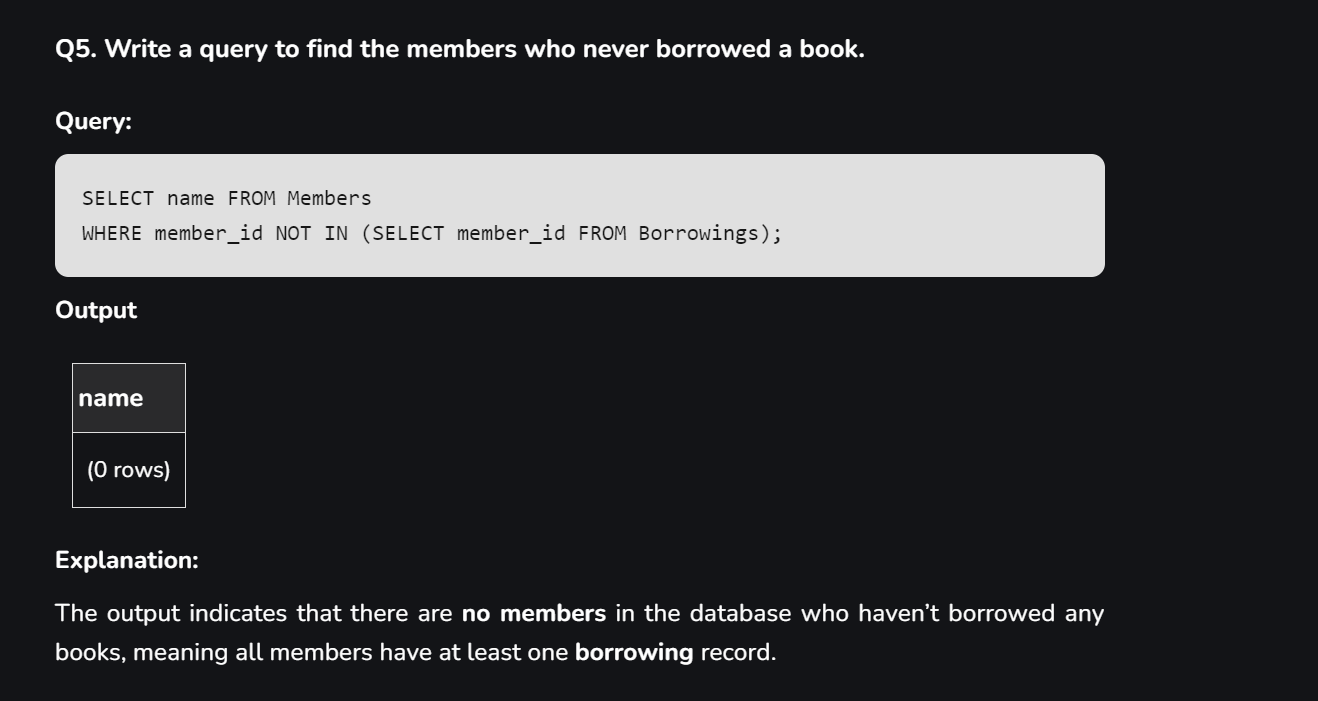 Q5. Write a query to find the members who never borrowed a book.
Query:
SELECT name FROM Members
WHERE member_id NOT IN (SELECT member_id FROM Borrowings);
Output
name
(0 rows)
Explanation:
The output indicates that there are no members in the database who haven’t borrowed any
books, meaning all members have at least one borrowing record.